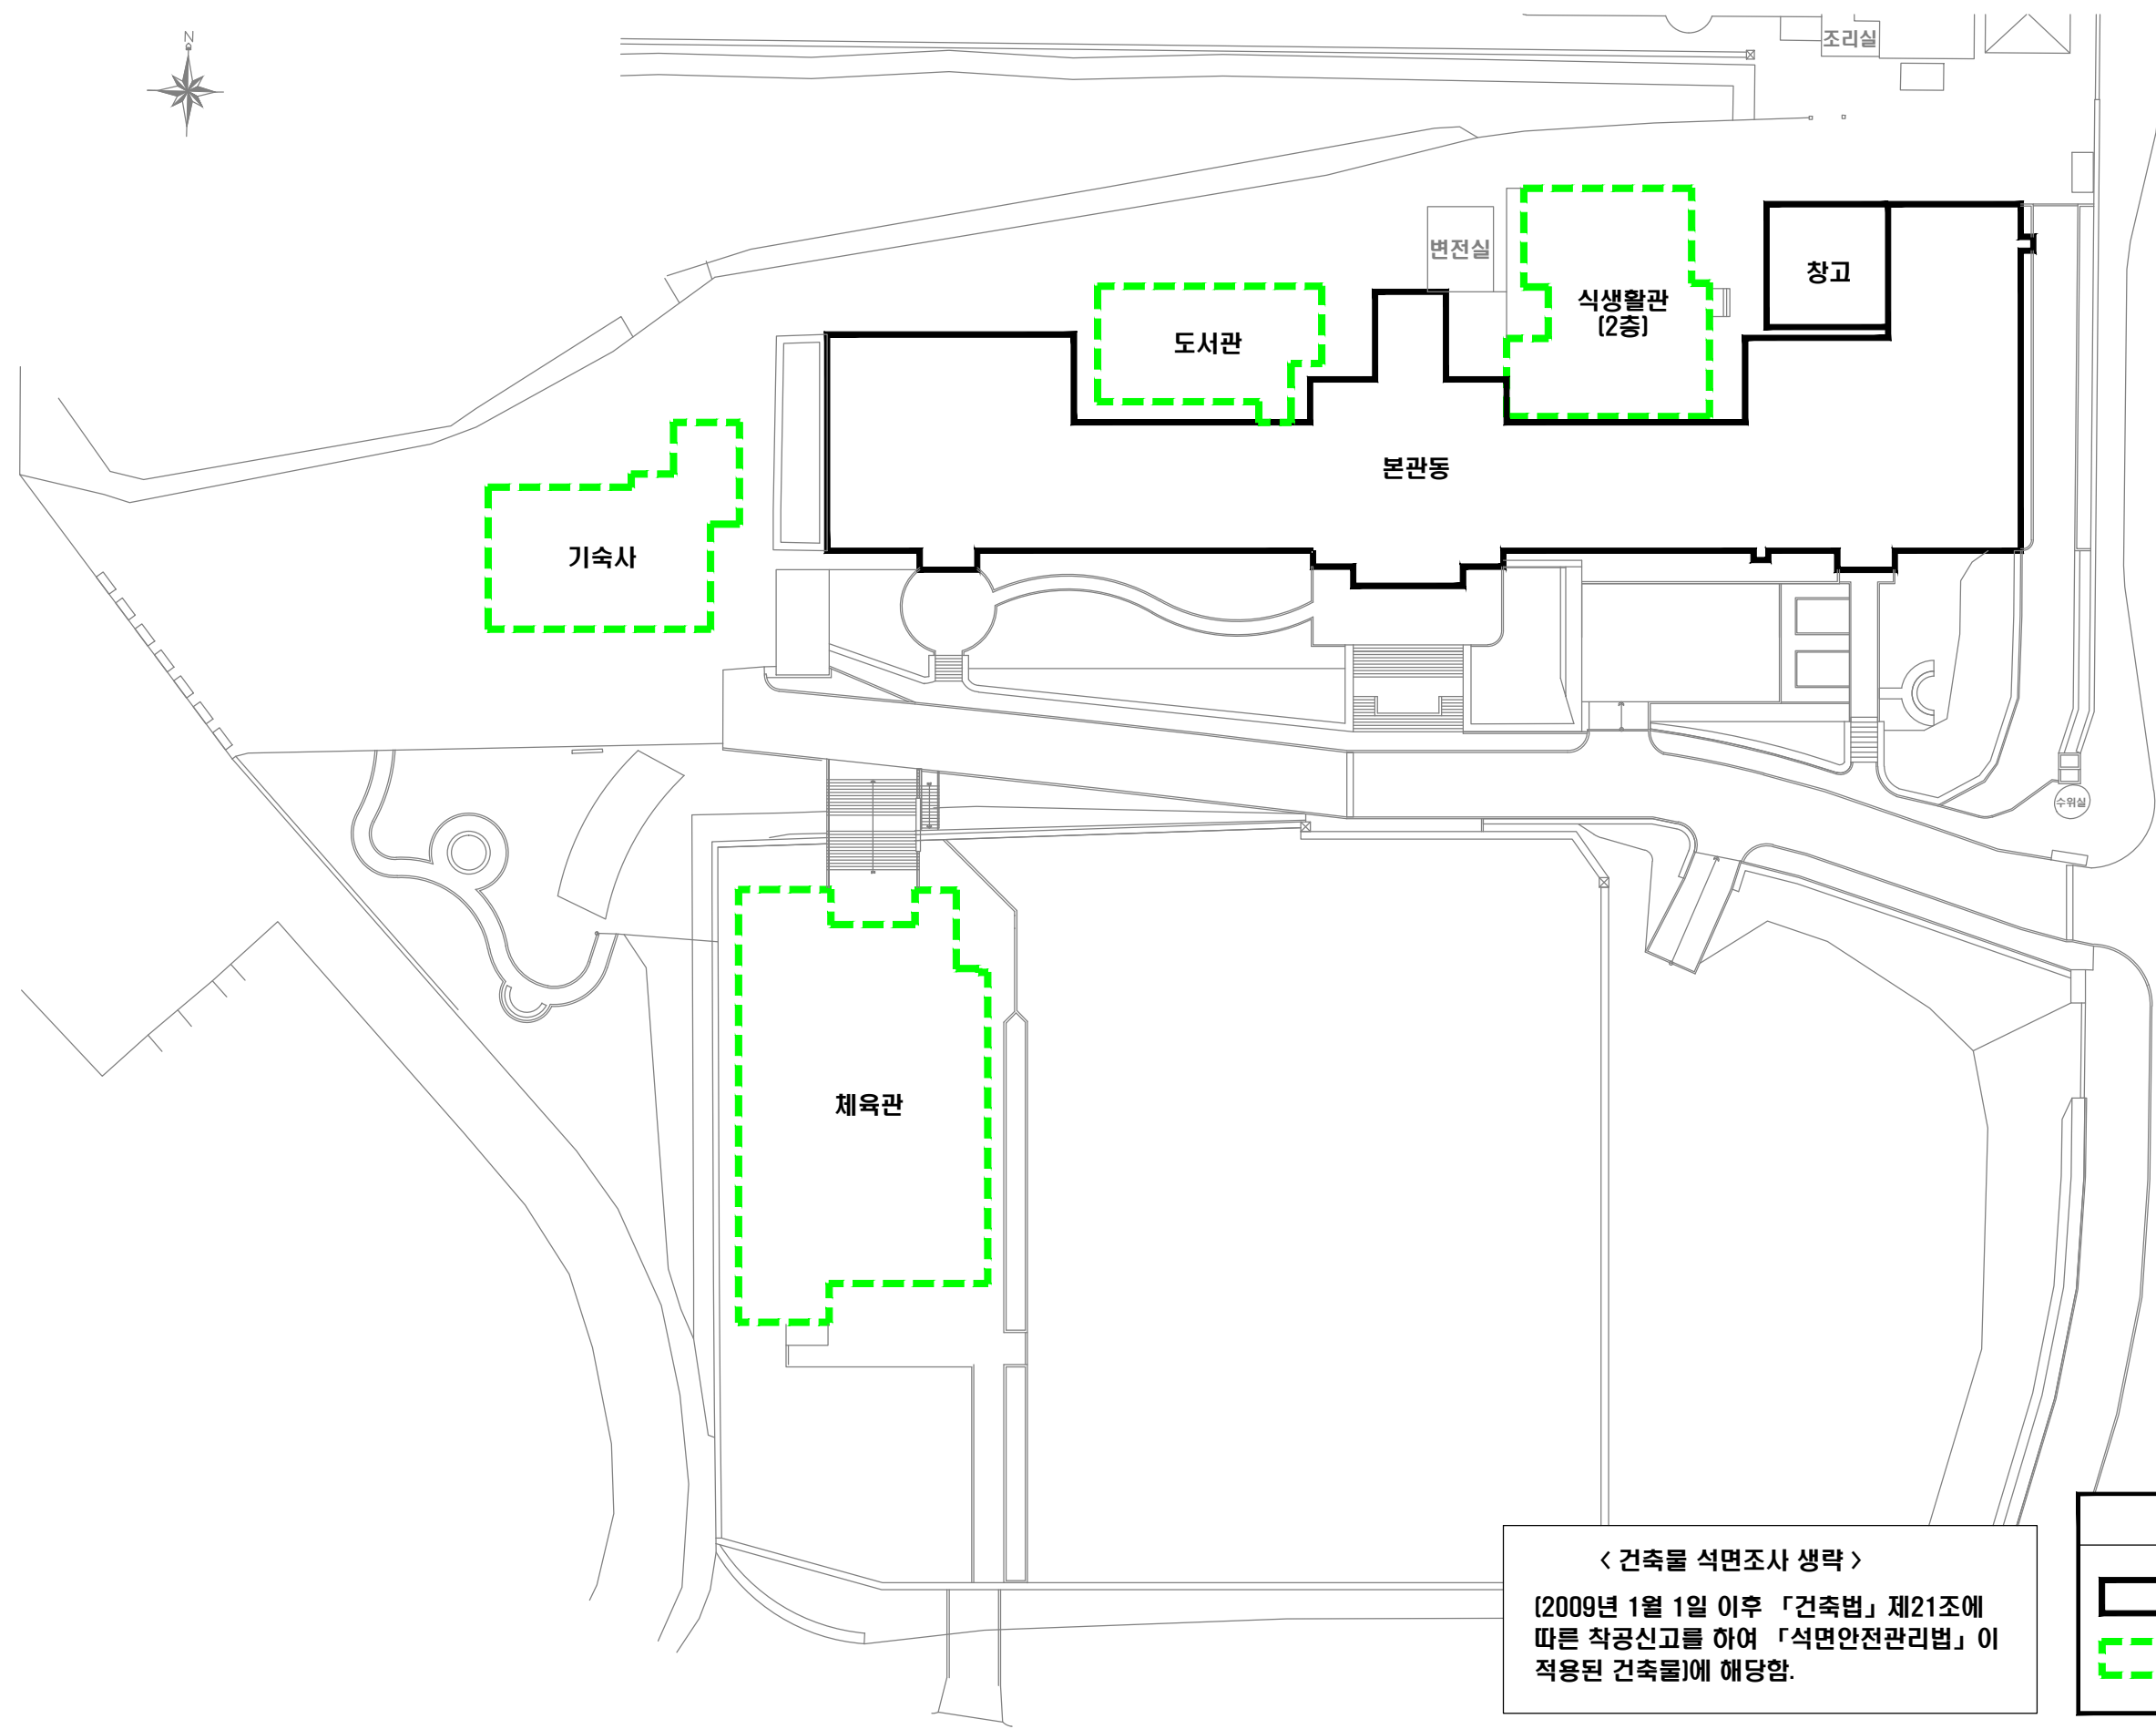 N
조리실
변전실
식생활관
(2층)
창고
도서관
본관동
기숙사
수위실
체육관
< 건축물 석면조사 생략 >
(2009년 1월 1일 이후 「건축법」제21조에
따른 착공신고를 하여 「석면안전관리법」이
적용된 건축물)에 해당함.